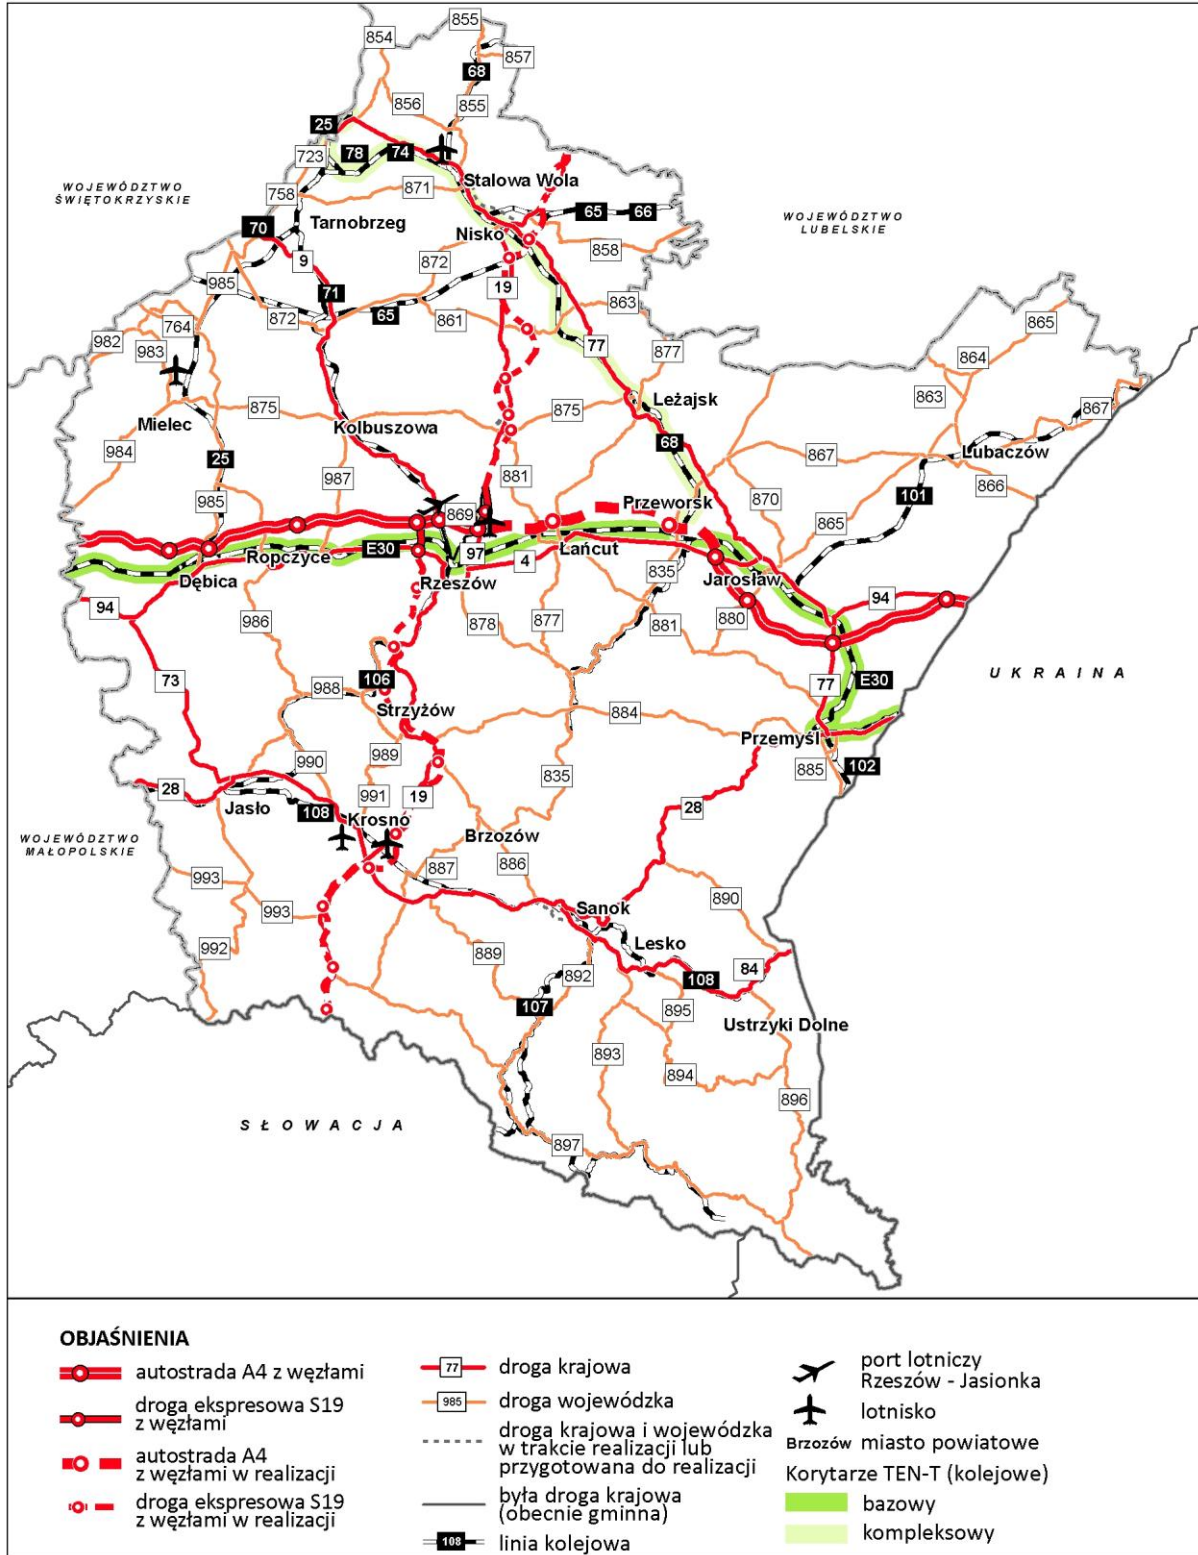 855
854
857
68
856
855
25
723
78
74
WOJEWÓDZTWO
ŚWIĘTOKRZYSKIE
758
871
Stalowa Wola
65
66
WOJEWÓDZTWO
LUBELSKIE
70
Tarnobrzeg
Nisko
858
9
872
985
71
19
863
865
872
65
861
764
982
983
77
877
864
863
867
Mielec
875
875
Leżajsk
Kolbuszowa
984
25
68
867
Lubaczów
987
881
866
985
869
Przeworsk
870
101
865
Ropczyce
E30
97
4
Łańcut
Dębica
Rzeszów
835
Jarosław
94
986
878
877
881
880
94
73
988
106
77
E30
UKRAINA
Strzyżów
884
Przemyśl
990
989
835
885
102
28
Jasło
108
991
19
28
Krosno
WOJEWÓDZTWO
MAŁOPOLSKIE
Brzozów
887
886
993
890
993
Sanok
992
889
892
Lesko
84
107
108
895
Ustrzyki Dolne
893
894
896
SŁOWACJA
897
OBJAŚNIENIA
autostrada A4 z węzłami
droga ekspresowa S19
z węzłami
autostrada A4
z węzłami w realizacji
droga ekspresowa S19
z węzłami w realizacji
77 droga krajowa
985 droga wojewódzka
droga krajowa i wojewódzka
w trakcie realizacji lub
przygotowana do realizacji
była droga krajowa
(obecnie gminna)
108 linia kolejowa
port lotniczy
Rzeszów - Jasionka
lotnisko
Brzozów miasto powiatowe
Korytarze TEN-T (kolejowe)
bazowy
kompleksowy